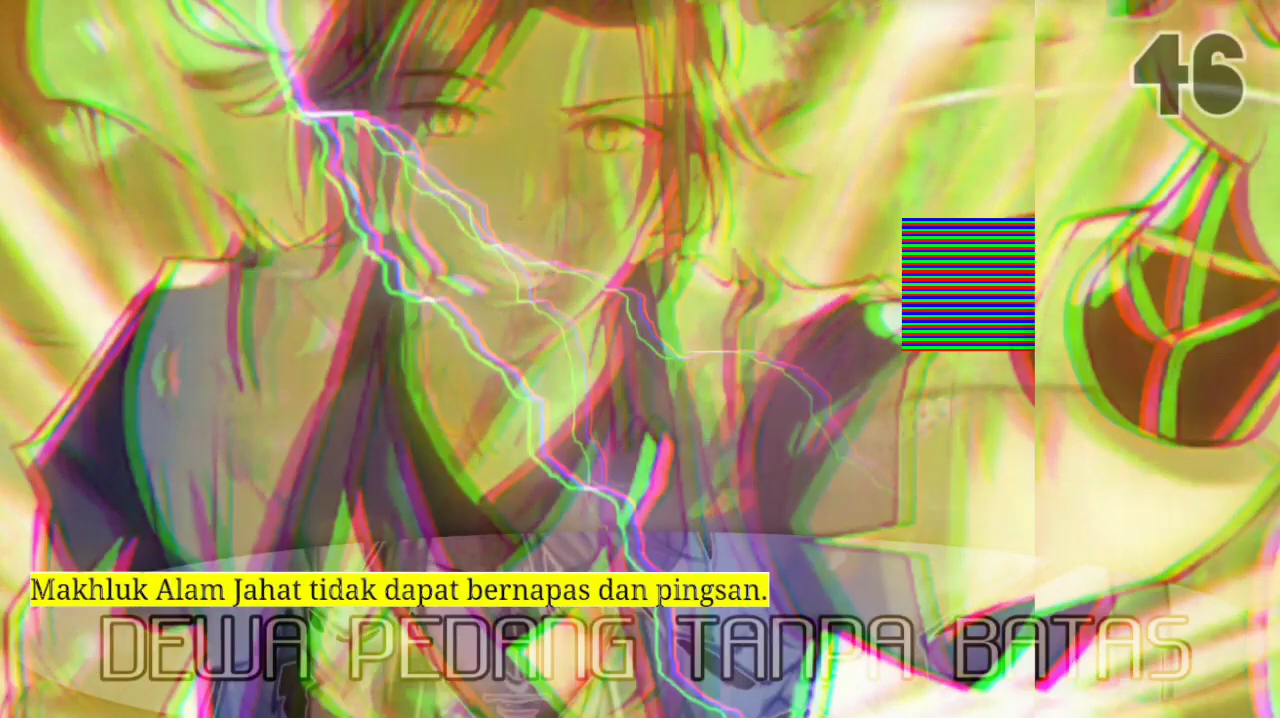 46
Makhluk Alam Jahat tidak dapat bernapas dan pingsan.
DEWA PEDANG TANPA BATAS